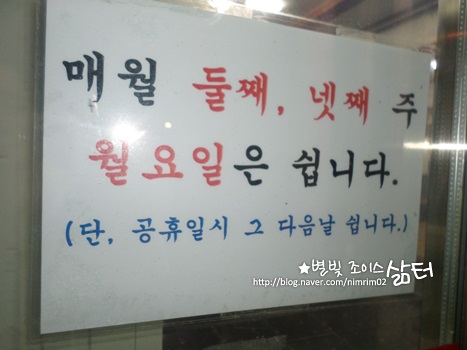 매월 둘째, 넷째 주
월요일은 쉽니다.
(단, 공휴일시 그 다음날 쉽니다.)
★별빛 조이스 삶터
http://blog.naver.com/nimrim02